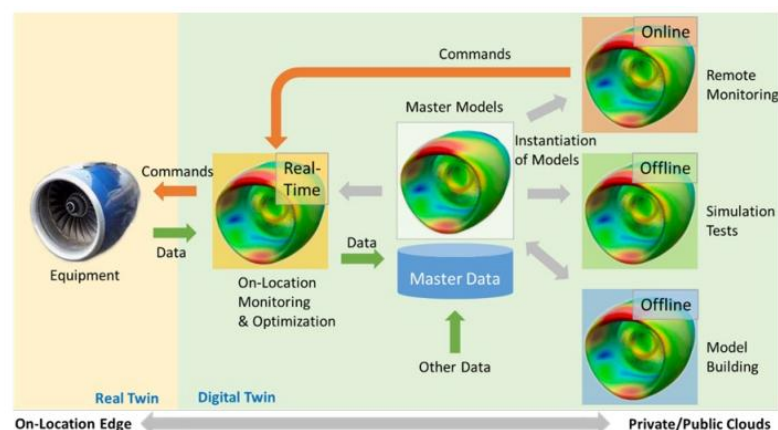 Online
Commands
Remote
Monitoring
Master Models
Instantiation
of Models
Commands
Real-
Time
Offline
Simulation
Tests
Data
Data
Equipment
On-Location
Monitoring
& Optimization
Master Data
Offline
Model
Building
Other Data
Real Twin
Digital Twin
On-Location Edge
Private/Public Clouds